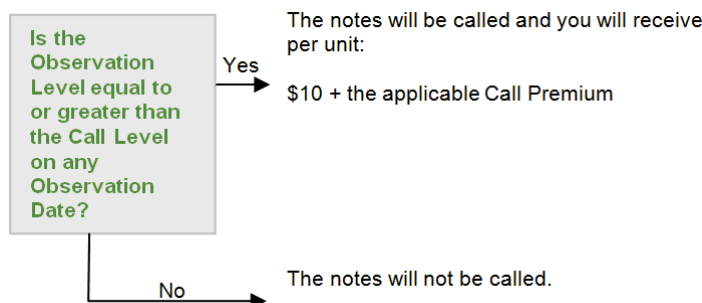 Is the
Observation
Level equal to
or greater than
the Call Level
on any
Observation
Date?
Yes
The notes will be called and you will receive
per unit:
$10 + the applicable Call Premium
No
The notes will not be called.